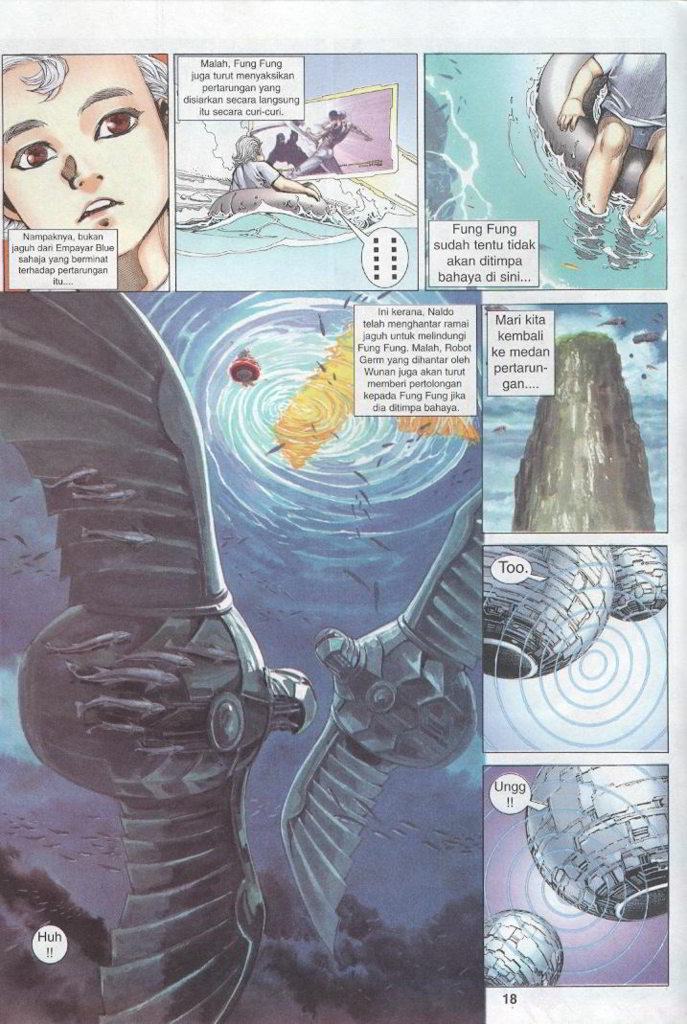 Nampaknya, bukan
jaguh dari Empayar Blue
sahaja yang berminat
terhadap pertarungan
itu....
Malah, Fung Fung
juga turut menyaksikan
pertarungan yang
disiarkan secara langsung
itu secara curi-curi.
Fung Fung
sudah tentu tidak
akan ditimpa
bahaya di sini...
Ini kerana, Naldo
telah menghantar ramai
jaguh untuk melindungi
Fung Fung. Malah, Robot
Germ yang dihantar oleh
Wunan juga akan turut
memberi pertolongan
kepada Fung Fung jika
dia ditimpa bahaya.
Huh
!!
Mari kita
kembali
ke medan
pertarun-
gan....
Too.
Ungg
!!
18